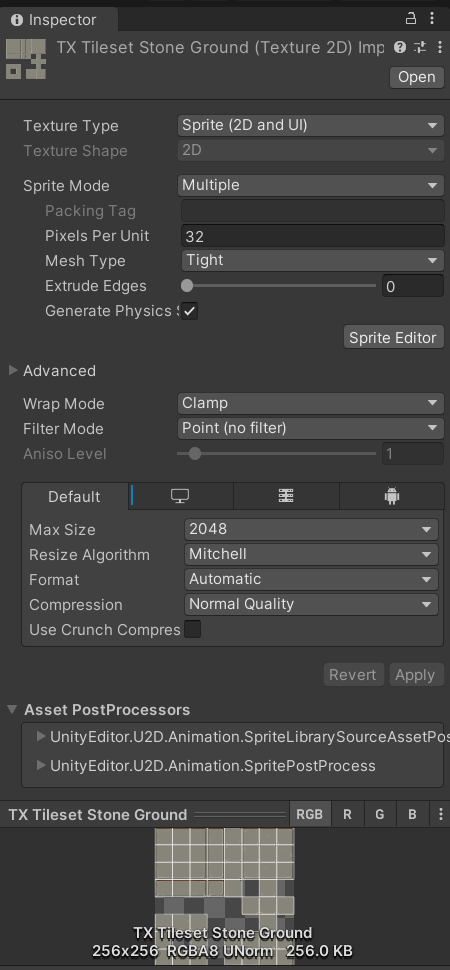 Inspector
TX Tileset Stone Ground (Texture 2D) Imp
Open
Texture Type Sprite (2D and UI)
Texture Shape 2D
Sprite Mode Multiple
Packing Tag
Pixels Per Unit 32
Mesh Type Tight
Extrude Edges 0
Generate Physics S
Sprite Editor
Advanced
Wrap Mode Clamp
Filter Mode Point (no filter)
Aniso Level 1
Default
Max Size 2048
Resize Algorithm Mitchell
Format Automatic
Compression Normal Quality
Use Crunch Compres
Revert Apply
Asset PostProcessors
UnityEditor.U2D.Animation.SpriteLibrarySourceAssetPos
UnityEditor.U2D.Animation.SpritePostProcess
TX Tileset Stone Ground RGB R G B
TX Tileset Stone Ground
256x256 RGBA8 UNorm 256.0 KB